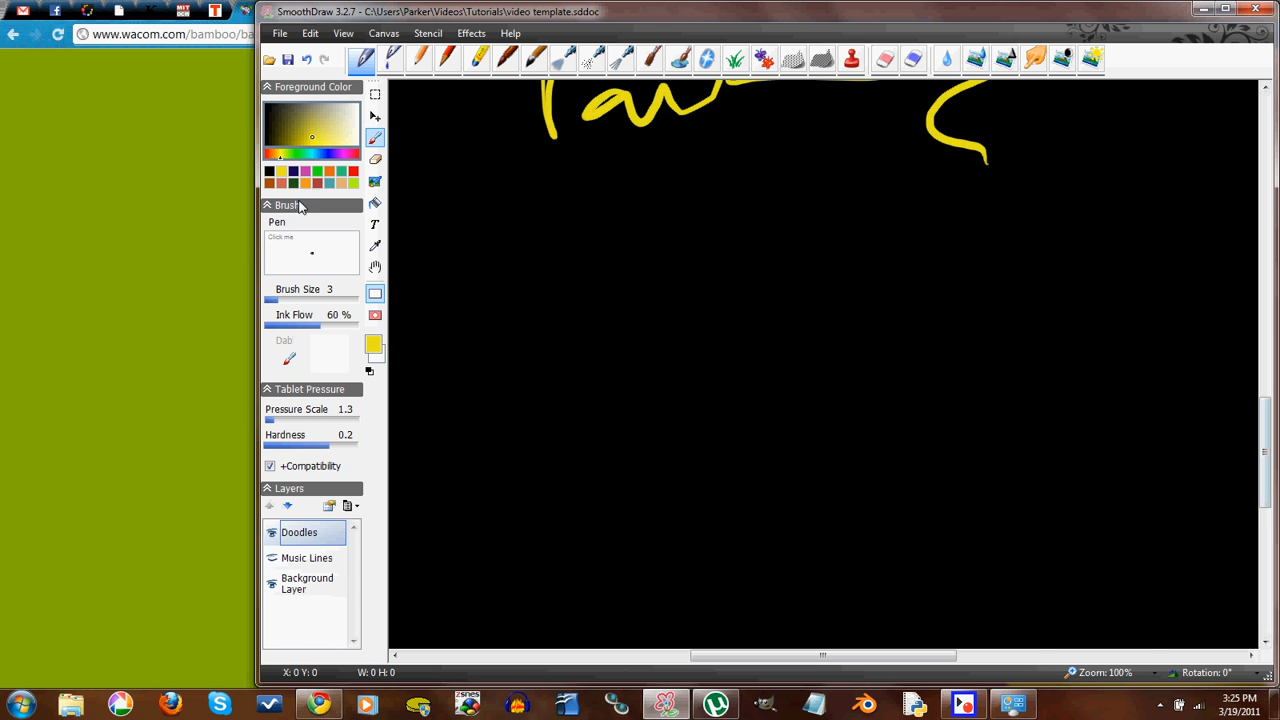 SmoothDraw 3.2.7 - C:\Users\Parker\Videos\Tutorials\video template.sddoc
www.wacom.com/bamboo/ba
File Edit View Canvas Stencil Effects Help
Foreground Color
Brush
Pen
Click me
Brush Size 3
Ink Flow 60 %
Dab
Tablet Pressure
Pressure Scale 1.3
Hardness 0.2
+Compatibility
Layers
Doodles
Music Lines
Background
Layer
X: 0 Y: 0 W: 0 H: 0 Zoom: 100% Rotation: 0°
3:25 PM
3/19/2011